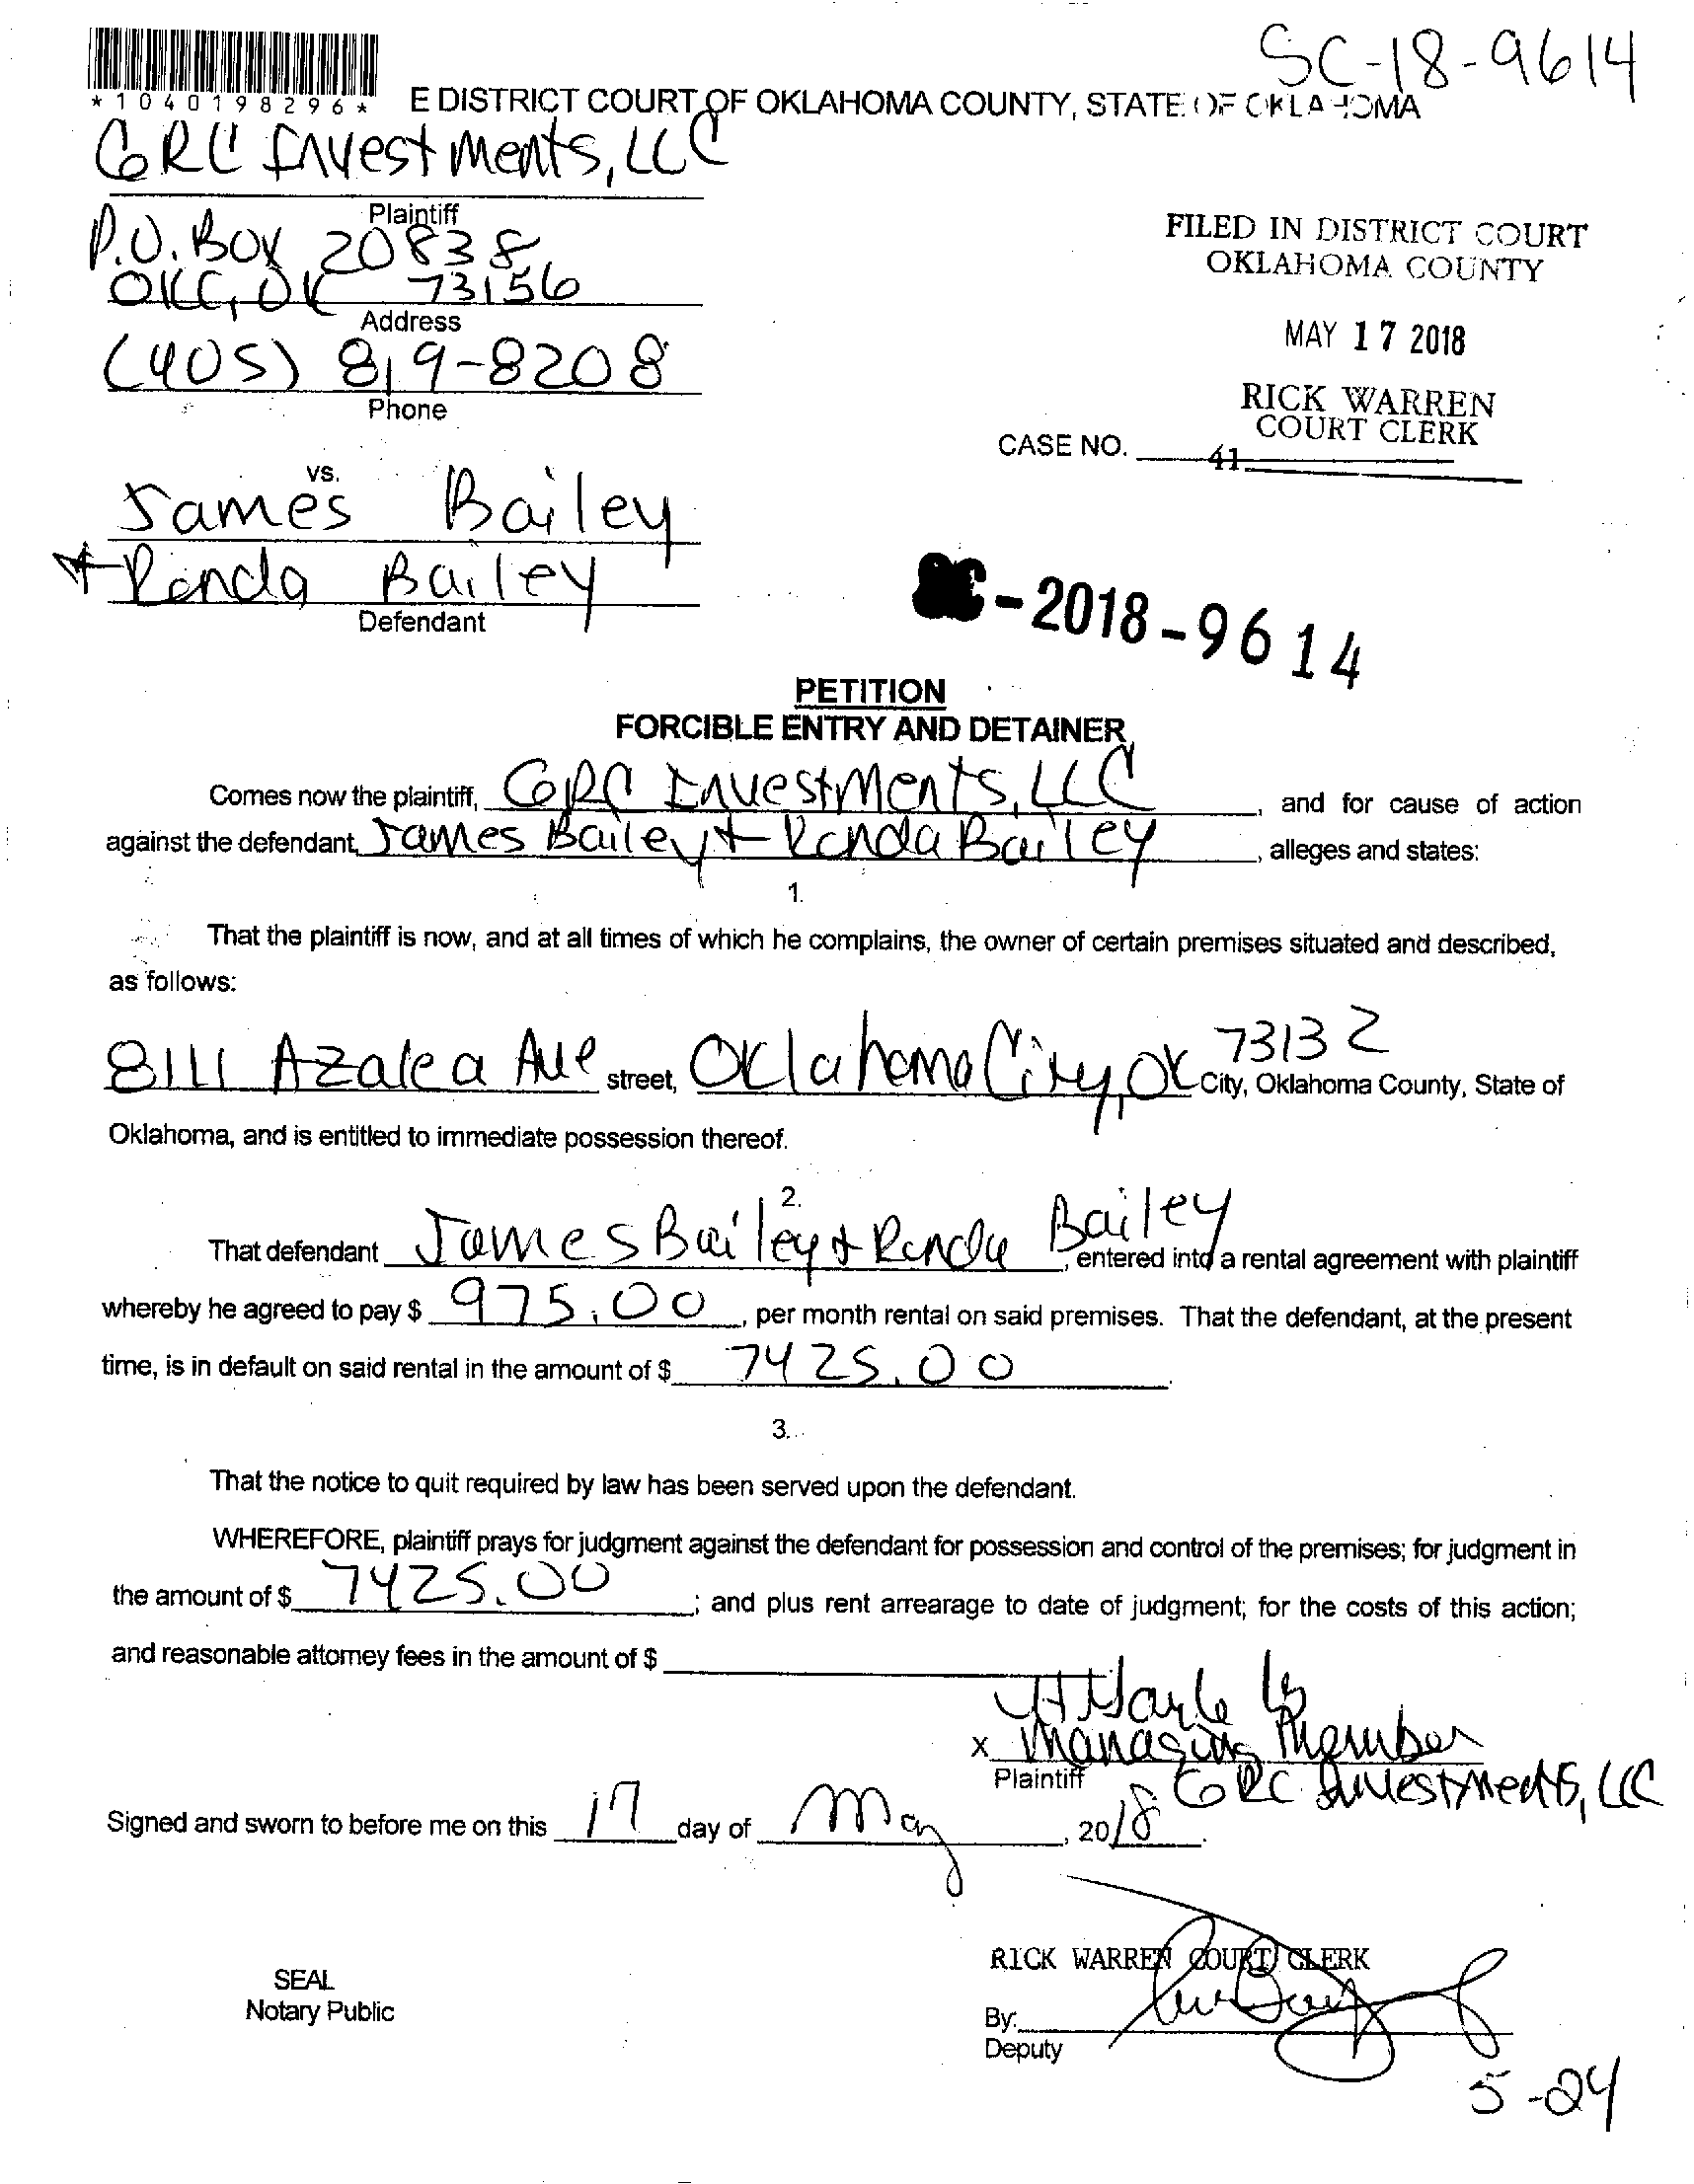 SC-18-9614
*1040198296*
E DISTRICT COURT OF OKLAHOMA COUNTY, STATE OF OKLAHOMA
GRC Investments, LLC
Plaintiff
P.O. Box 20838
OKC, OK 73156
Address
(405) 819-8208
Phone
FILED IN DISTRICT COURT
OKLAHOMA COUNTY
MAY 17 2018
RICK WARREN
COURT CLERK
CASE NO.
41
vs.
James Bailey
+ Randa Bailey
Defendant
SC-2018-9614
PETITION
FORCIBLE ENTRY AND DETAINER
Comes now the plaintiff, GRC Investments, LLC, and for cause of action
against the defendant, James Bailey + Randa Bailey, alleges and states:
1.
That the plaintiff is now, and at all times of which he complains, the owner of certain premises situated and described,
as follows:
8111 Azalea Ave street, Oklahoma City, OK 73132 City, Oklahoma County, State of
Oklahoma, and is entitled to immediate possession thereof.
2.
That defendant James Bailey + Randa Bailey, entered into a rental agreement with plaintiff
whereby he agreed to pay $ 975.00, per month rental on said premises. That the defendant, at the present
time, is in default on said rental in the amount of $ 7425.00.
3.
That the notice to quit required by law has been served upon the defendant.
WHEREFORE, plaintiff prays for judgment against the defendant for possession and control of the premises; for judgment in
the amount of $ 7425.00; and plus rent arrearage to date of judgment; for the costs of this action;
and reasonable attorney fees in the amount of $
x Managing Member
Plaintiff GRC Investments, LLC
Signed and sworn to before me on this 17 day of May, 2018.
SEAL
Notary Public
RICK WARREN COURT CLERK
By:
Deputy
5-24